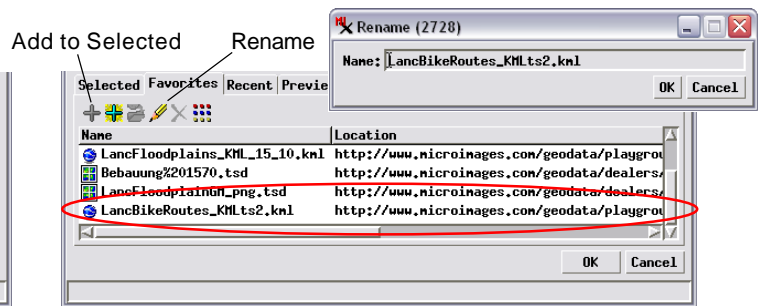 Add to Selected
Rename
Rename (2728)
Name: LancBikeRoutes_KMLts2.kml
OK Cancel
Selected Favorites Recent Previe
Name Location
LancFloodplains_KML_15_10.kml http://www.microimages.com/geodata/playgrou
Bebauung%201570.tsd http://www.microimages.com/geodata/dealers/
http://www.microimages.com/geodata/dealers/
LancBikeRoutes_KMLts2.kml http://www.microimages.com/geodata/playgrou
OK Cancel